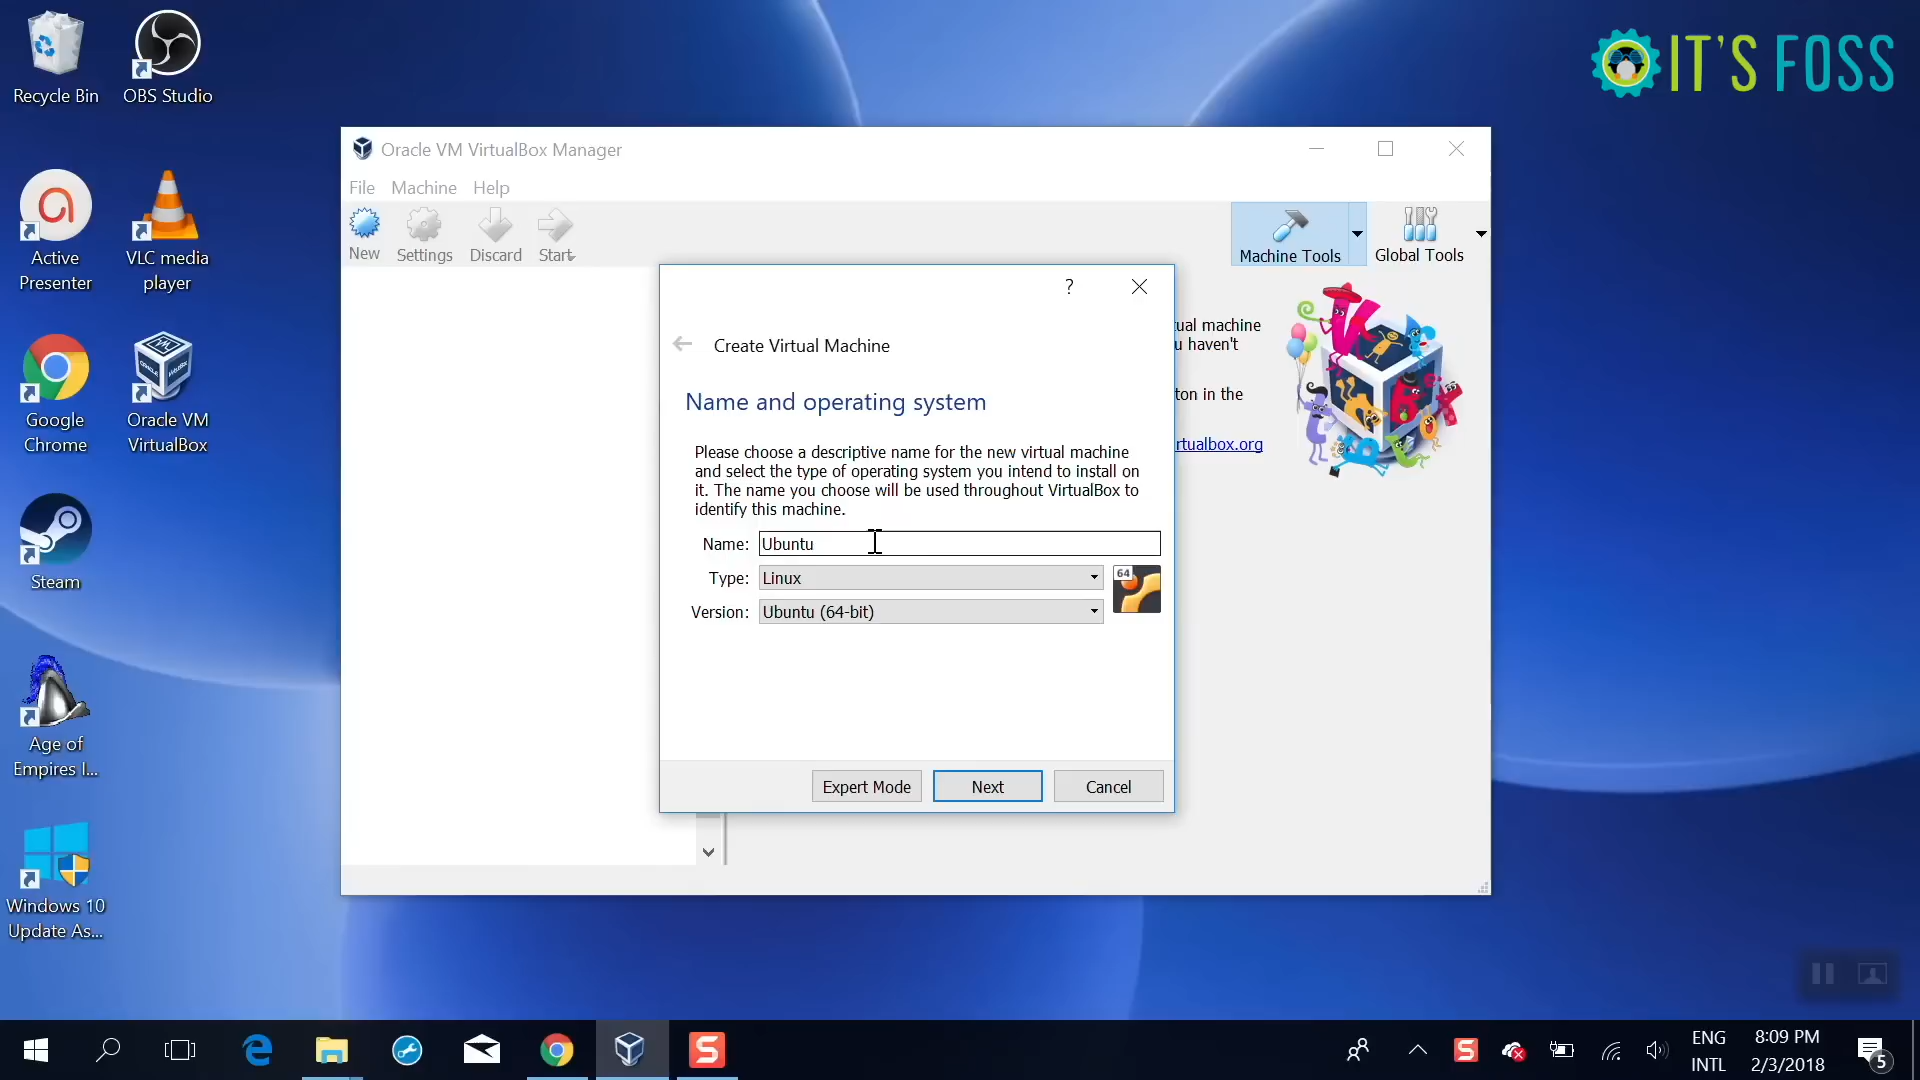 Recycle Bin
OBS Studio
IT'S FOSS
Active
Presenter
VLC media
player
Google
Chrome
Oracle VM
VirtualBox
Steam
Age of
Empires I...
Windows 10
Update As...
Oracle VM VirtualBox Manager
File Machine Help
New Settings Discard Start
Machine Tools Global Tools
ual machine
u haven't
ton in the
rtualbox.org
?
Create Virtual Machine
Name and operating system
Please choose a descriptive name for the new virtual machine
and select the type of operating system you intend to install on
it. The name you choose will be used throughout VirtualBox to
identify this machine.
Name: Ubuntu
Type: Linux
64
Version: Ubuntu (64-bit)
Expert Mode Next Cancel
ENG
INTL
8:09 PM
2/3/2018
5